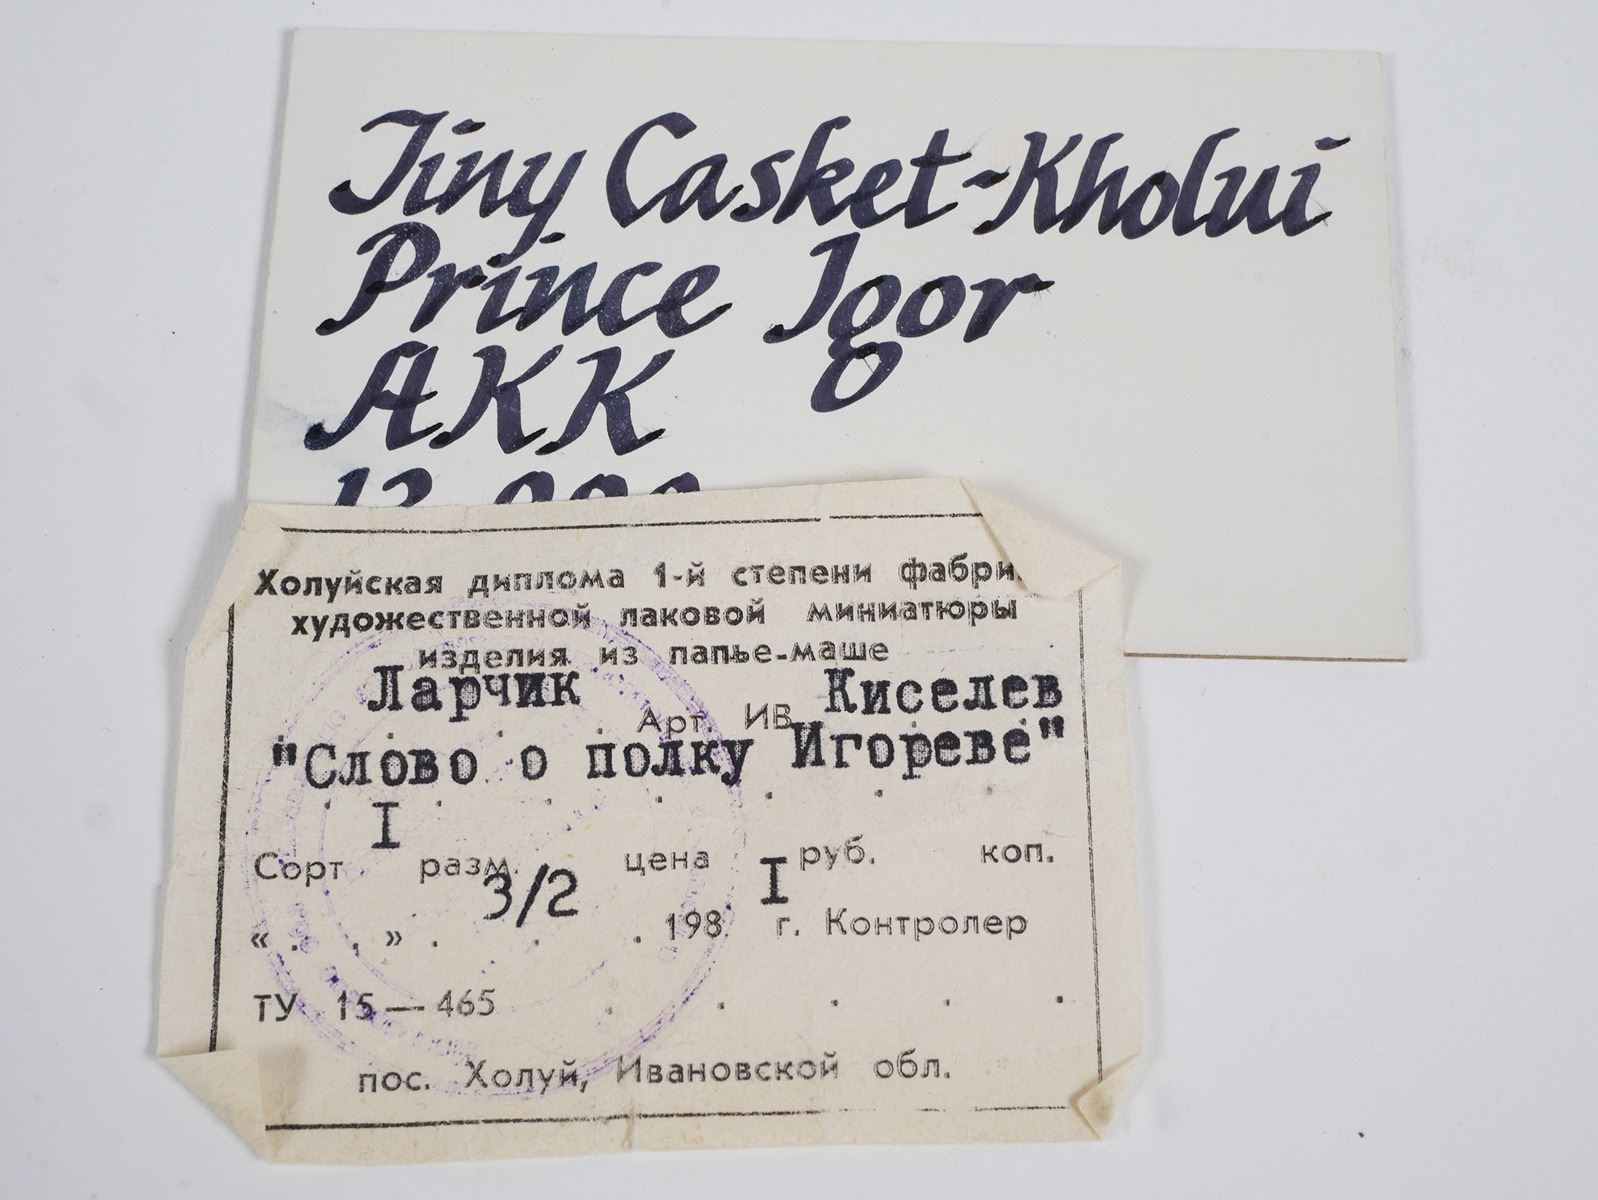 Tiny Casket-Kholui
Prince Igor
AKK
Холуйская диплома 1-й степени
художественной лаковой миниатюры
изделия из папье-маше
Ларчик Арт ИВ Киселев
"Слово о полку Игореве"
Сорт I разм. 3/2 цена I руб. коп.
« . . » . . . 198 г. Контролер
ТУ 15—465 . . . . .
пос. Холуй, Ивановской обл.